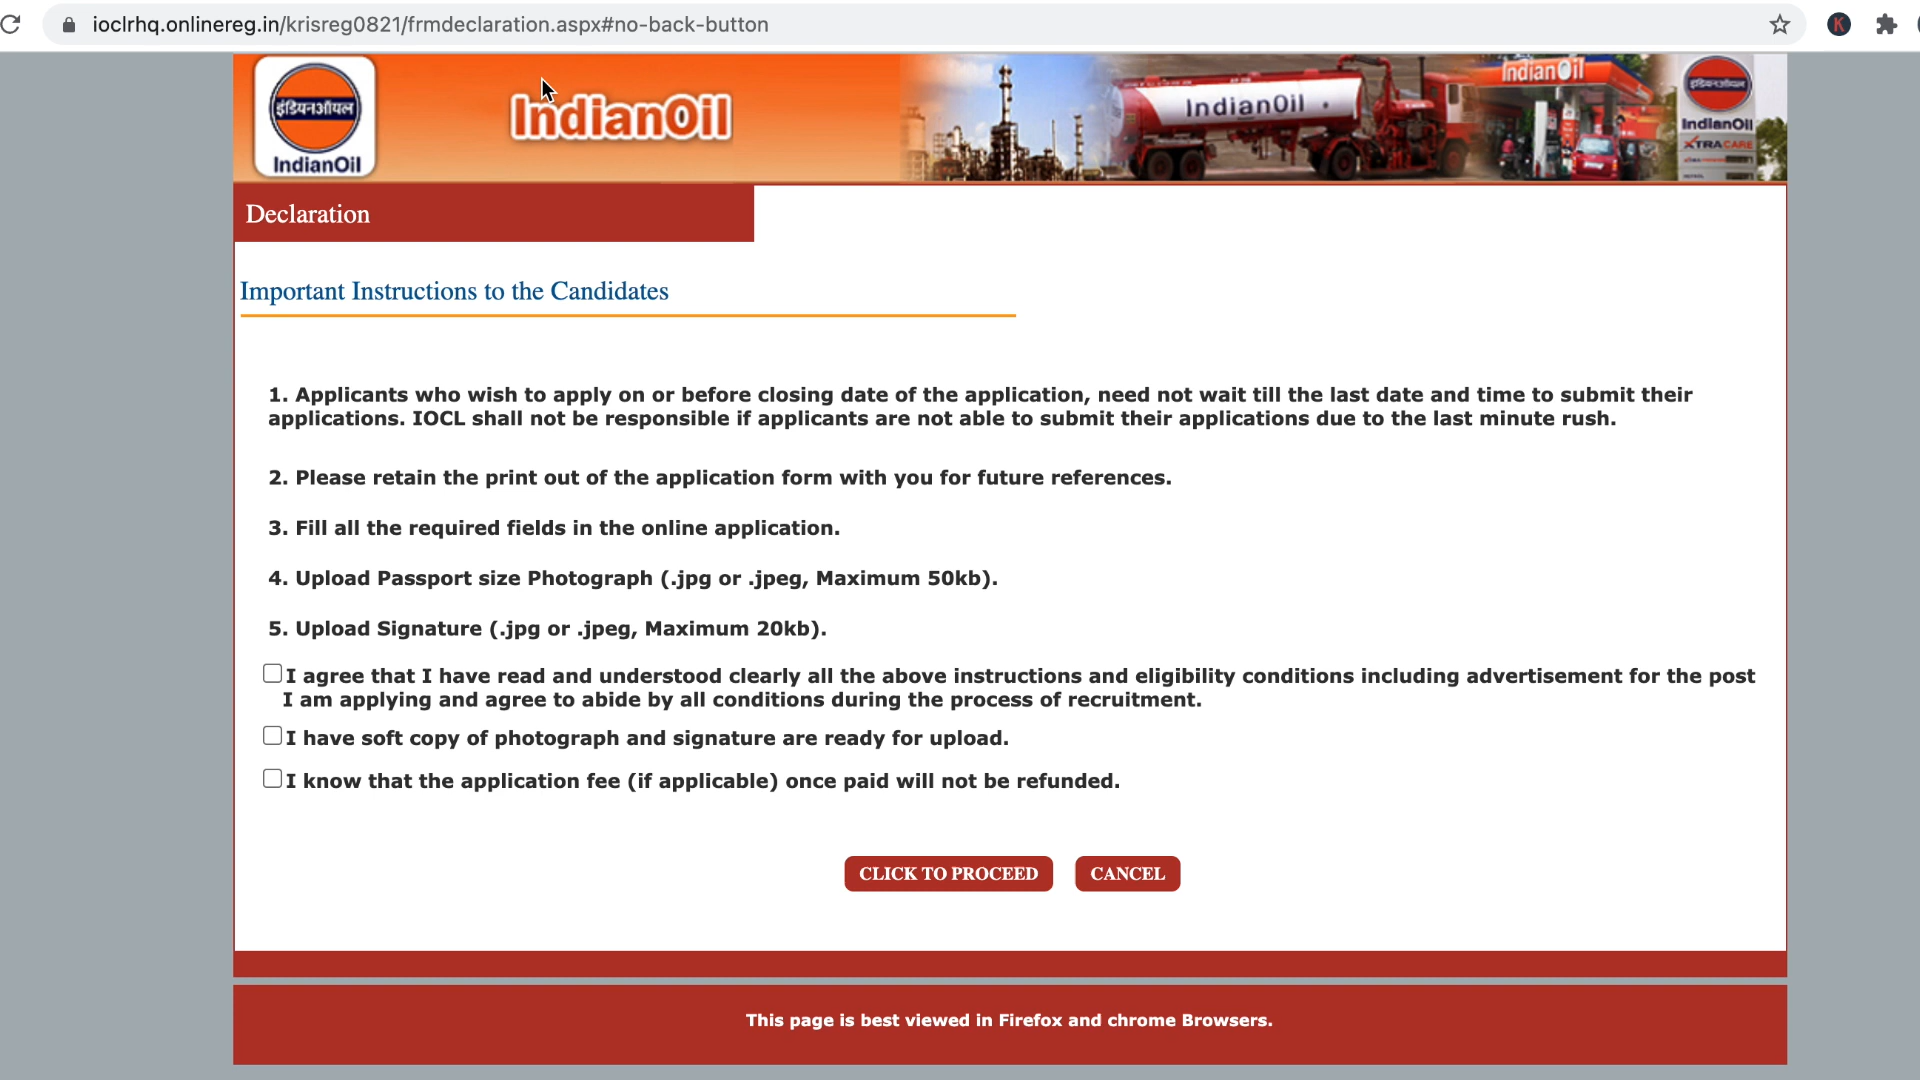 ioclrhq.onlinereg.in/krisreg0821/frmdeclaration.aspx#no-back-button
K
इंडियनऑयल
IndianOil
IndianOil
IndianOil
IndianOil
IndianOil
XTRACARE
Declaration
Important Instructions to the Candidates
1. Applicants who wish to apply on or before closing date of the application, need not wait till the last date and time to submit their
applications. IOCL shall not be responsible if applicants are not able to submit their applications due to the last minute rush.
2. Please retain the print out of the application form with you for future references.
3. Fill all the required fields in the online application.
4. Upload Passport size Photograph (.jpg or .jpeg, Maximum 50kb).
5. Upload Signature (.jpg or .jpeg, Maximum 20kb).
I agree that I have read and understood clearly all the above instructions and eligibility conditions including advertisement for the post
I am applying and agree to abide by all conditions during the process of recruitment.
I have soft copy of photograph and signature are ready for upload.
I know that the application fee (if applicable) once paid will not be refunded.
CLICK TO PROCEED CANCEL
This page is best viewed in Firefox and chrome Browsers.